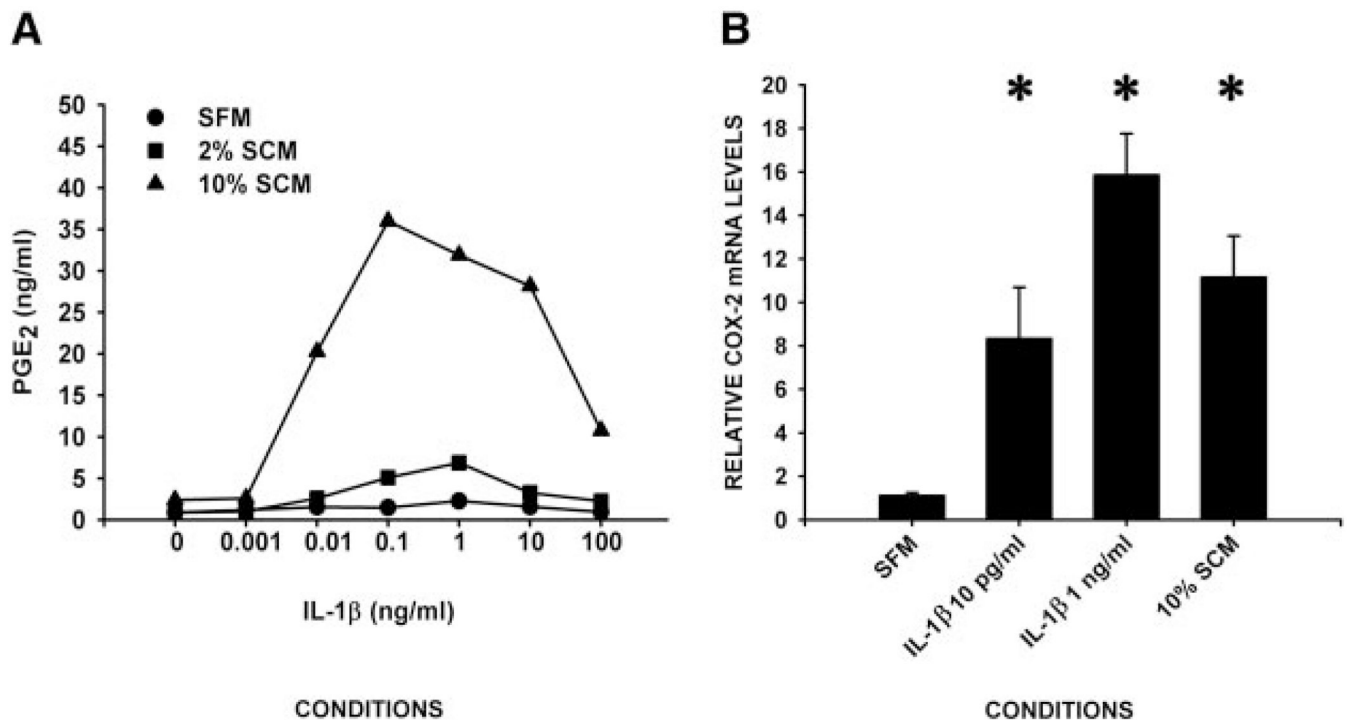 A
50
45
40
35
30
25
20
15
10
5
0
PGE2 (ng/ml)
SFM
2% SCM
10% SCM
0 0.001 0.01 0.1 1 10 100
IL-1β (ng/ml)
CONDITIONS
B
20
18
16
14
12
10
8
6
4
2
0
RELATIVE COX-2 mRNA LEVELS
* * *
SFM
IL-1β 10 pg/ml
IL-1β 1 ng/ml
10% SCM
CONDITIONS